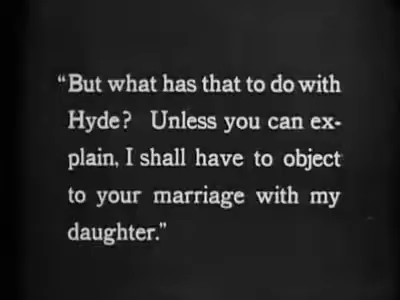 “But what has that to do with
Hyde? Unless you can ex-
plain, I shall have to object
to your marriage with my
daughter.”